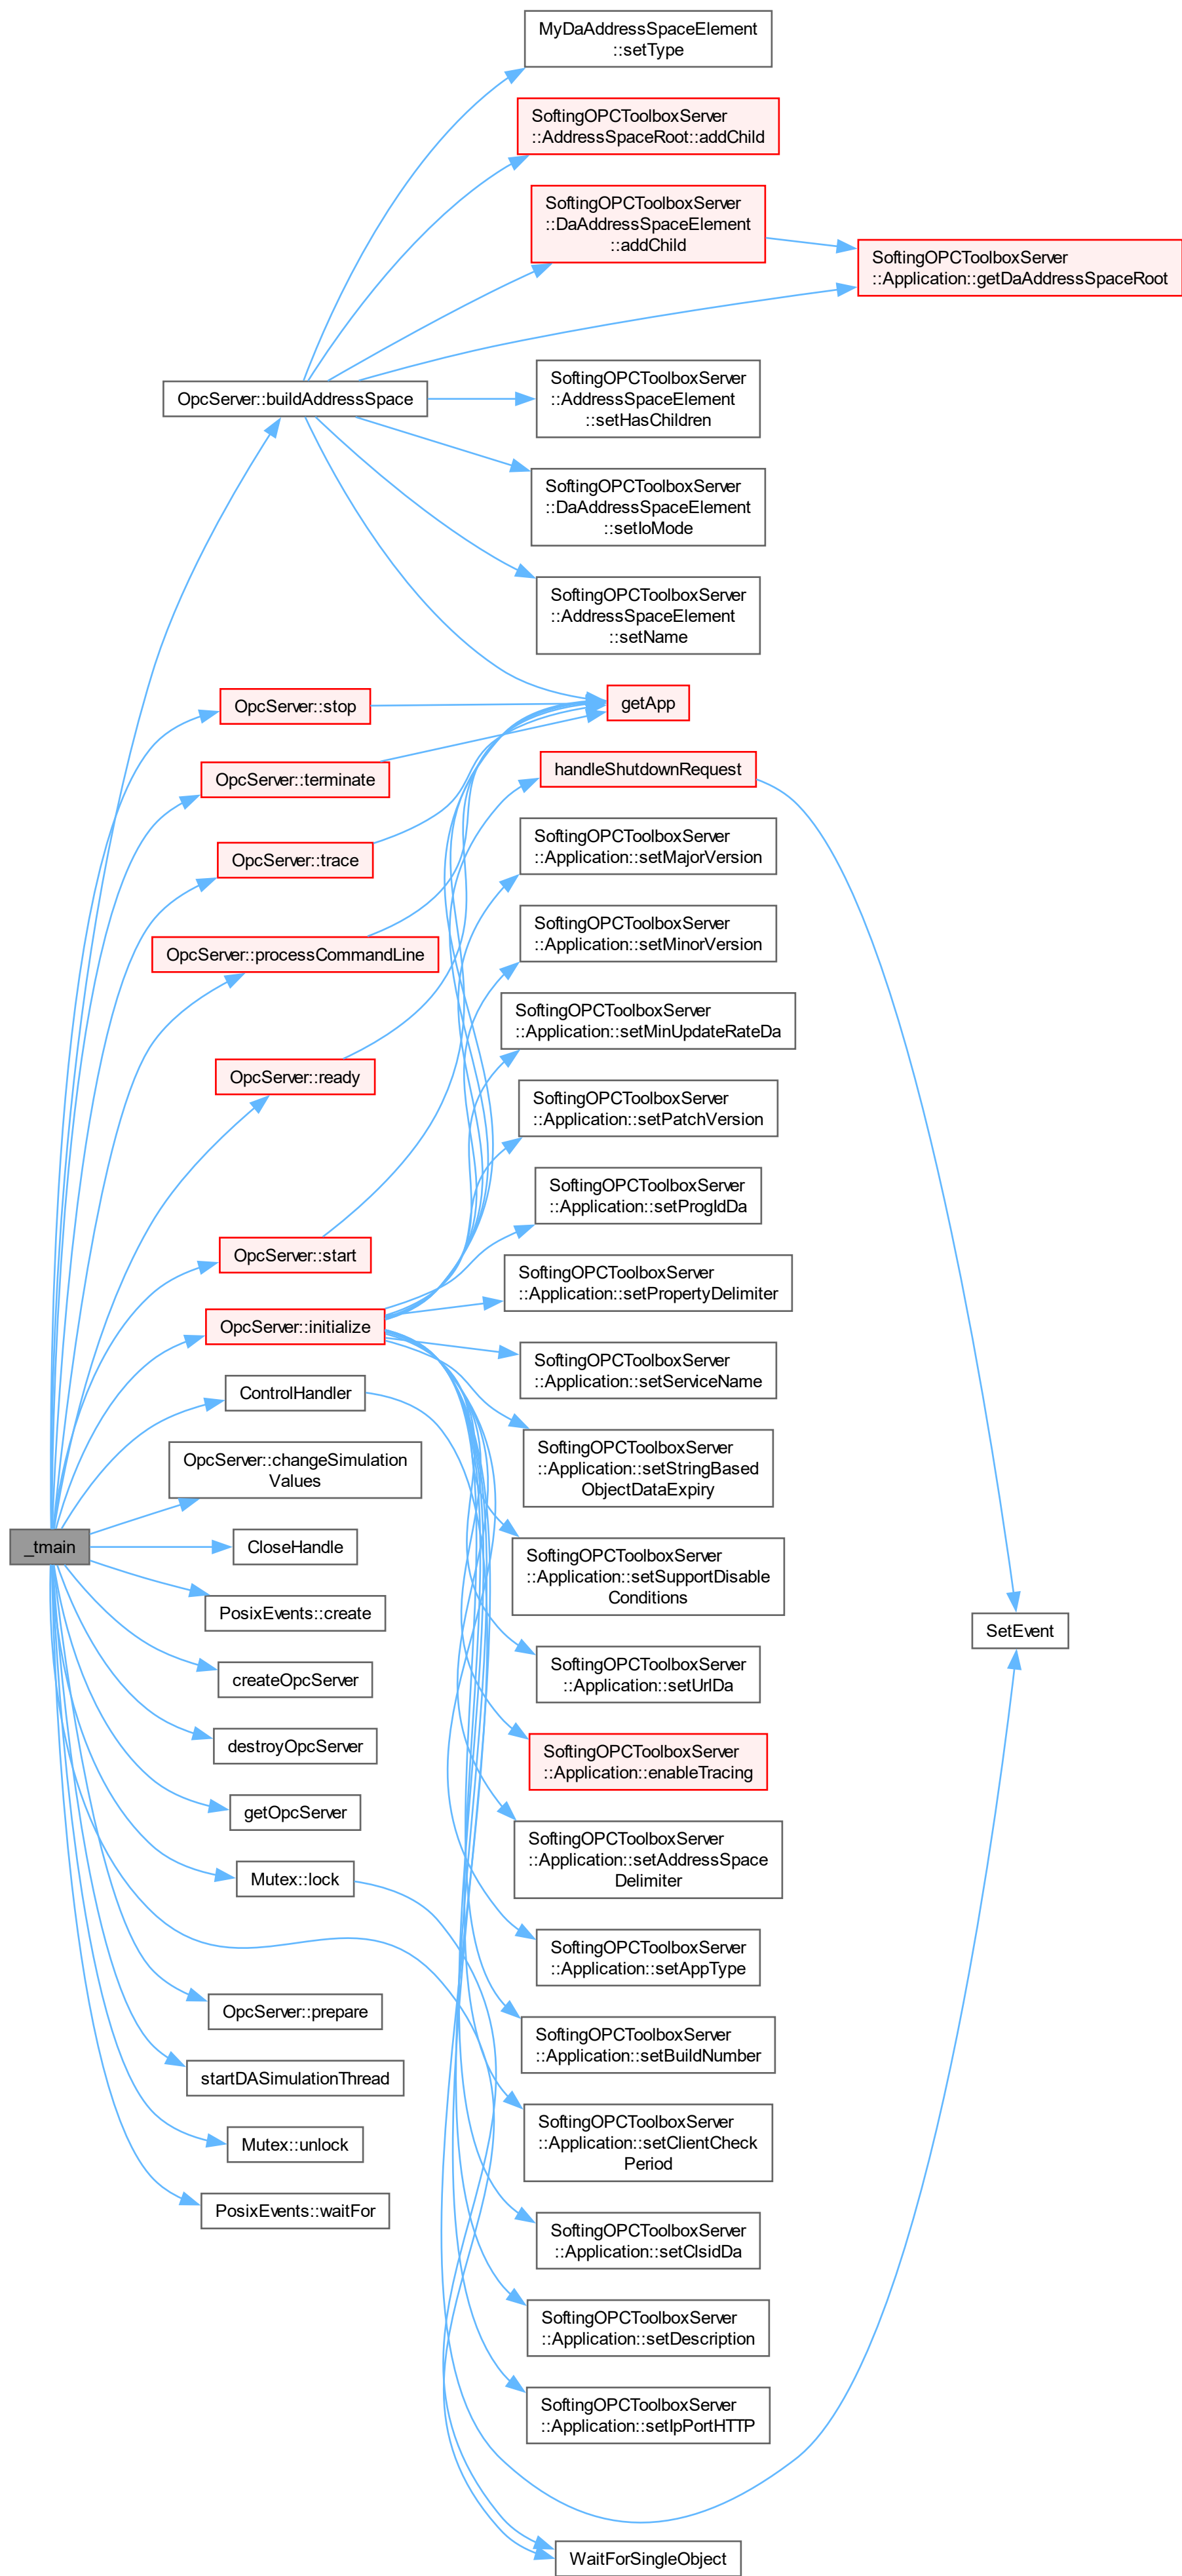 MyDaAddressSpaceElement
::setType
SoftingOPCToolboxServer
::AddressSpaceRoot::addChild
SoftingOPCToolboxServer
::DaAddressSpaceElement
::addChild
SoftingOPCToolboxServer
::Application::getDaAddressSpaceRoot
OpcServer::buildAddressSpace
SoftingOPCToolboxServer
::AddressSpaceElement
::setHasChildren
SoftingOPCToolboxServer
::DaAddressSpaceElement
::setIoMode
SoftingOPCToolboxServer
::AddressSpaceElement
::setName
OpcServer::stop
getApp
OpcServer::terminate
handleShutdownRequest
OpcServer::trace
SoftingOPCToolboxServer
::Application::setMajorVersion
OpcServer::processCommandLine
SoftingOPCToolboxServer
::Application::setMinorVersion
SoftingOPCToolboxServer
::Application::setMinUpdateRateDa
OpcServer::ready
SoftingOPCToolboxServer
::Application::setPatchVersion
SoftingOPCToolboxServer
::Application::setProgIdDa
OpcServer::start
SoftingOPCToolboxServer
::Application::setPropertyDelimiter
OpcServer::initialize
SoftingOPCToolboxServer
::Application::setServiceName
ControlHandler
SoftingOPCToolboxServer
::Application::setStringBased
ObjectDataExpiry
OpcServer::changeSimulation
Values
_tmain
CloseHandle
SoftingOPCToolboxServer
::Application::setSupportDisable
Conditions
PosixEvents::create
SetEvent
createOpcServer
SoftingOPCToolboxServer
::Application::setUrlDa
destroyOpcServer
SoftingOPCToolboxServer
::Application::enableTracing
getOpcServer
SoftingOPCToolboxServer
::Application::setAddressSpace
Delimiter
Mutex::lock
SoftingOPCToolboxServer
::Application::setAppType
OpcServer::prepare
SoftingOPCToolboxServer
::Application::setBuildNumber
startDASimulationThread
SoftingOPCToolboxServer
::Application::setClientCheck
Period
Mutex::unlock
PosixEvents::waitFor
SoftingOPCToolboxServer
::Application::setClsidDa
SoftingOPCToolboxServer
::Application::setDescription
SoftingOPCToolboxServer
::Application::setIpPortHTTP
WaitForSingleObject